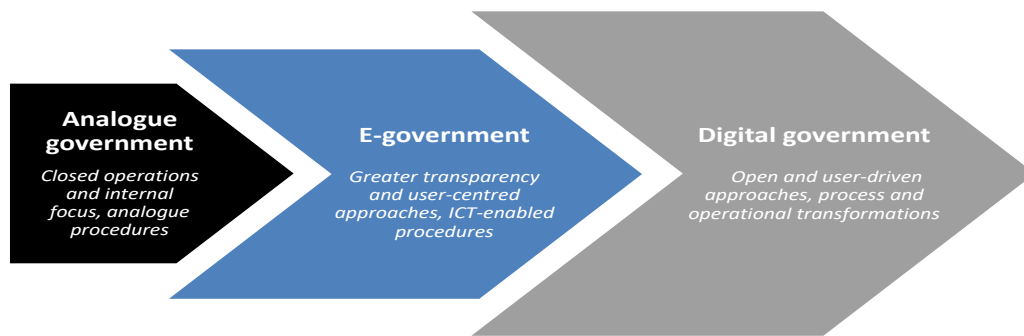 Analogue
government
Closed operations
and internal
focus, analogue
procedures
E-government
Greater transparency
and user-centred
approaches, ICT-enabled
procedures
Digital government
Open and user-driven
approaches, process and
operational transformations